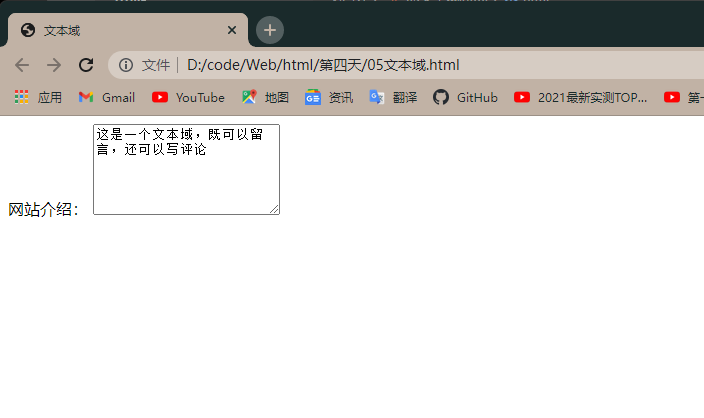 文本域
文件 D:/code/Web/html/第四天/05文本域.html
应用 Gmail YouTube 地图 资讯 翻译 GitHub 2021最新实测TOP... 第一
这是一个文本域，既可以留
言，还可以写评论
网站介绍：